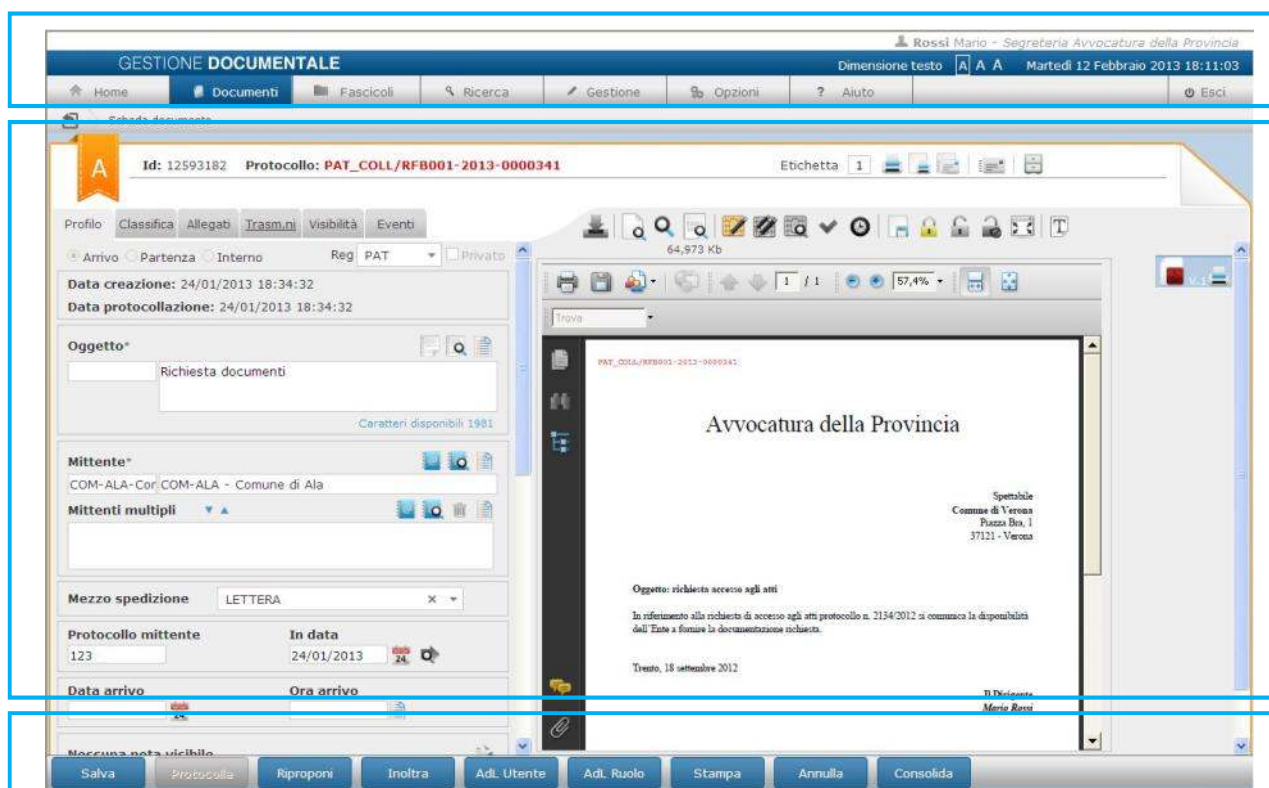 Rossi Mario - Segreteria Avvocatura della Provincia
GESTIONE DOCUMENTALE
Dimensione testo A A A Martedì 12 Febbraio 2013 18:11:03
Home Documenti Fascicoli Ricerca Gestione Opzioni ? Aiuto Esci
Scheda documento
A
Id: 12593182 Protocollo: PAT_COLL/RFB001-2013-0000341
Etichetta 1
Profilo Classifica Allegati Trasm.ni Visibilità Eventi
T
64,973 Kb
Arrivo Partenza Interno Reg PAT Privato
Data creazione: 24/01/2013 18:34:32
Data protocollazione: 24/01/2013 18:34:32
Oggetto*
Richiesta documenti
Caratteri disponibili 1981
Mittente*
COM-ALA-Cor COM-ALA - Comune di Ala
Mittenti multipli
Mezzo spedizione LETTERA
Protocollo mittente In data
123 24/01/2013 24
Data arrivo Ora arrivo
24
Nessuna nota visibile
1 / 1 57,4%
Trova
PAT_COLL/RFB001-2013-0000341
Avvocatura della Provincia
Spettabile
Comune di Verona
Piazza Bra, 1
37121 - Verona
Oggetto: richiesta accesso agli atti
In riferimento alla richiesta di accesso agli atti protocollo n. 2134/2012 si comunica la disponibilità
dell'Ente a fornire la documentazione richiesta.
Trento, 18 settembre 2012
Il Dirigente
Mario Rossi
V.1
Salva Protocolla Riproponi Inoltra AdL Utente AdL Ruolo Stampa Annulla Consolida